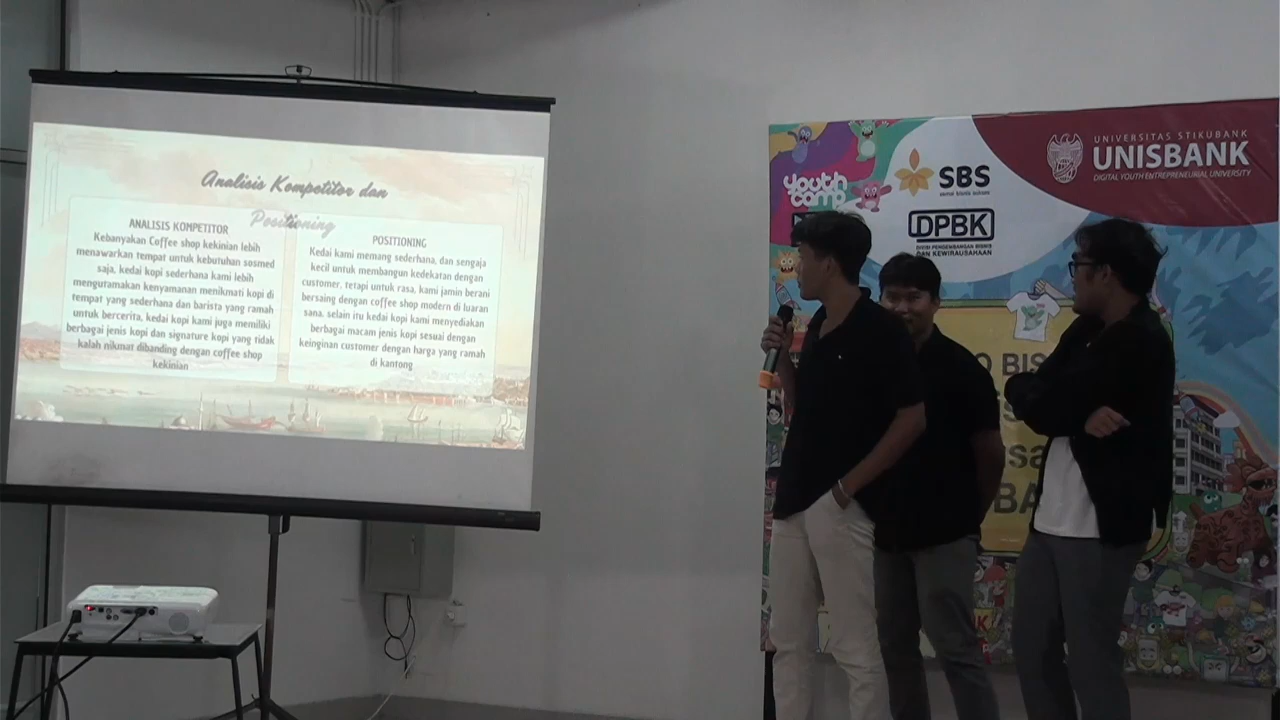 Analisis Kompetitor dan
Positioning
ANALISIS KOMPETITOR
Kebanyakan Coffee shop kekinian lebih
menawarkan tempat untuk kebutuhan sosmed
saja, kedai kopi sederhana kami lebih
mengutamakan kenyamanan menikmati kopi di
tempat yang sederhana dan barista yang ramah
untuk bercerita, kedai kopi kami juga memiliki
berbagai jenis kopi dan signature kopi yang tidak
kalah nikmat dibanding dengan coffee shop
kekinian
POSITIONING
Kedai kami memang sederhana, dan sengaja
kecil untuk membangun kedekatan dengan
customer, tetapi untuk rasa, kami jamin berani
bersaing dengan coffee shop modern di luaran
sana, selain itu kedai kopi kami menyediakan
berbagai macam jenis kopi sesuai dengan
keinginan customer dengan harga yang ramah
di kantong
youth
camp
SBS
sentral bisnis sukses
DPBK
DIVISI PENGEMBANGAN BISNIS
DAN KEWIRAUSAHAAN
UNIVERSITAS STIKUBANK
UNISBANK
DIGITAL YOUTH ENTREPRENEURIAL UNIVERSITY